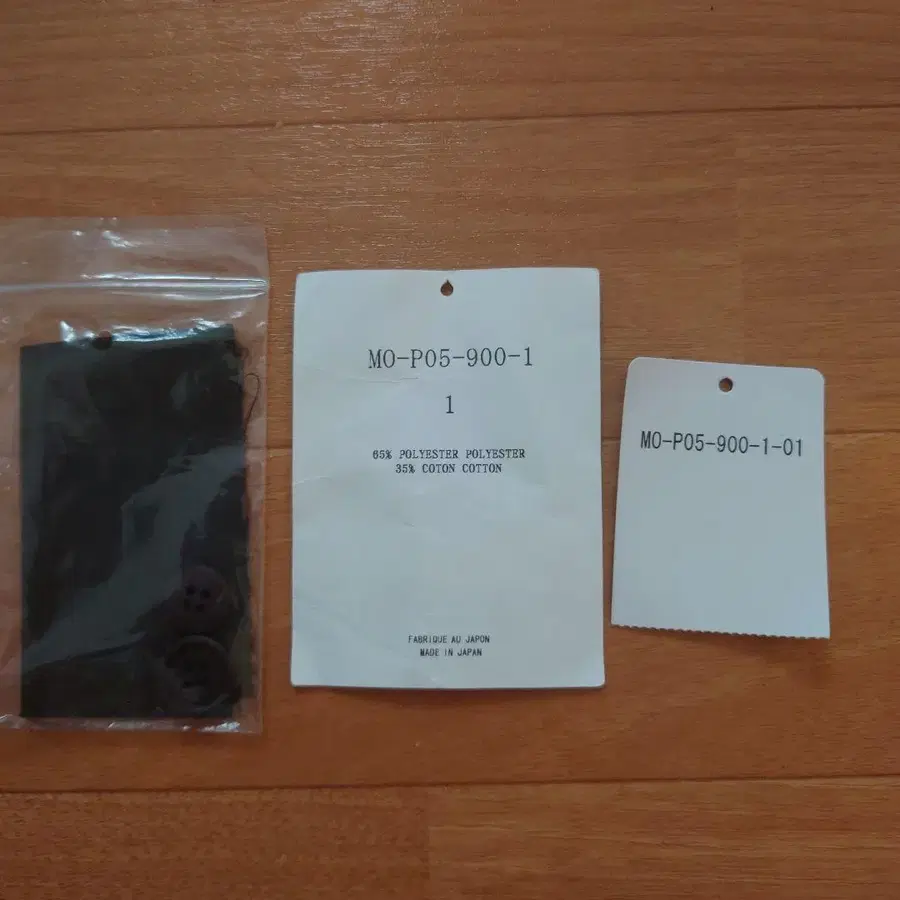 MO-P05-900-1
1
65% POLYESTER POLYESTER
35% COTON COTTON
FABRIQUE AU JAPON
MADE IN JAPAN
MO-P05-900-1-01